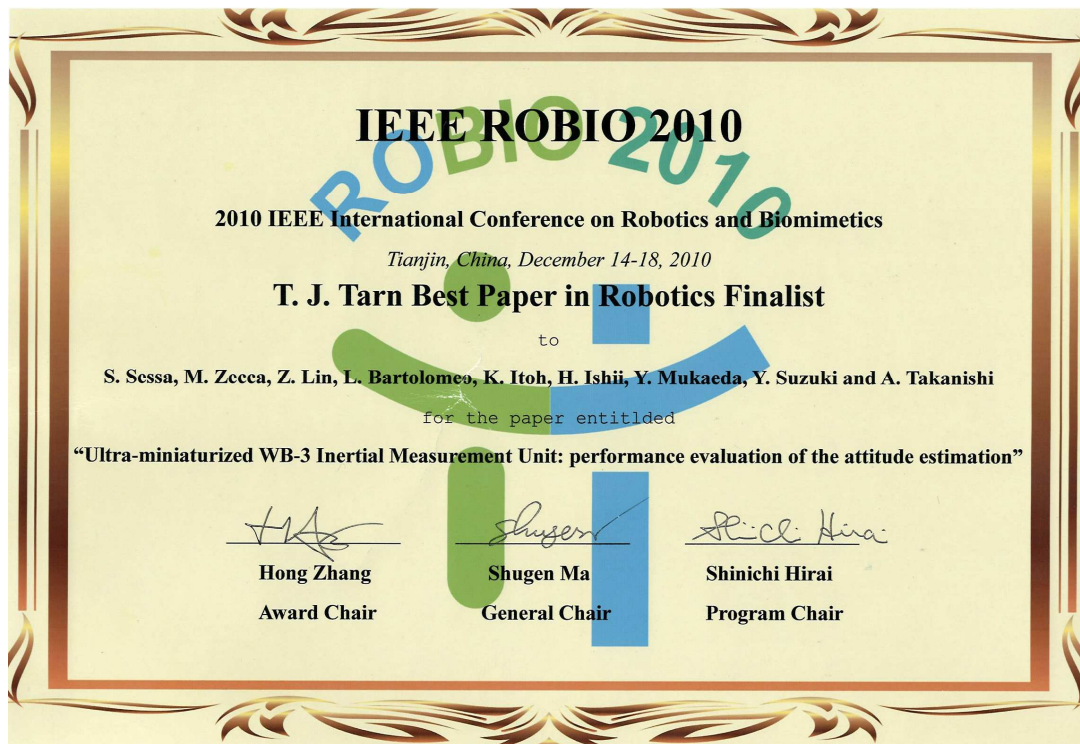 IEEE ROBIO 2010
ROBIO 2010
2010 IEEE International Conference on Robotics and Biomimetics
Tianjin, China, December 14-18, 2010
T. J. Tarn Best Paper in Robotics Finalist
to
S. Sessa, M. Zecca, Z. Lin, L. Bartolomeo, K. Itoh, H. Ishii, Y. Mukaeda, Y. Suzuki and A. Takanishi
for the paper entitlded
“Ultra-miniaturized WB-3 Inertial Measurement Unit: performance evaluation of the attitude estimation”
Shugen
Shinichi Hirai
Hong Zhang Shugen Ma Shinichi Hirai
Award Chair General Chair Program Chair